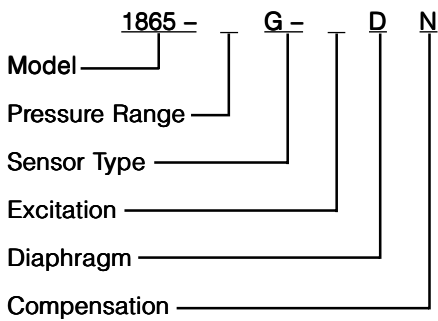 1865 – _ G – _ D N
Model
Pressure Range
Sensor Type
Excitation
Diaphragm
Compensation